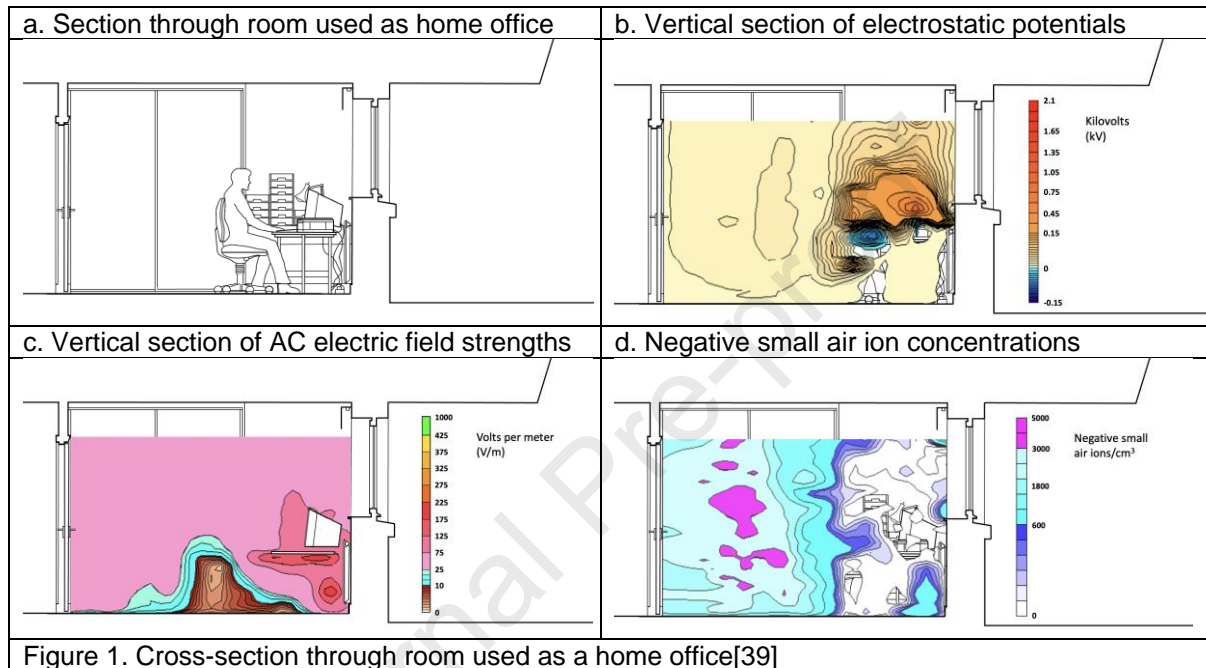 a. Section through room used as home office
b. Vertical section of electrostatic potentials
2.1
1.65
1.35
1.05
0.75
0.45
0.15
0
-0.15
Kilovolts
(kV)
c. Vertical section of AC electric field strengths
d. Negative small air ion concentrations
1000
425
375
325
275
225
175
125
75
25
10
0
Volts per meter
(V/m)
5000
3000
1800
600
0
Negative small
air ions/cm³
Figure 1. Cross-section through room used as a home office[39]
rnal Pre-pr